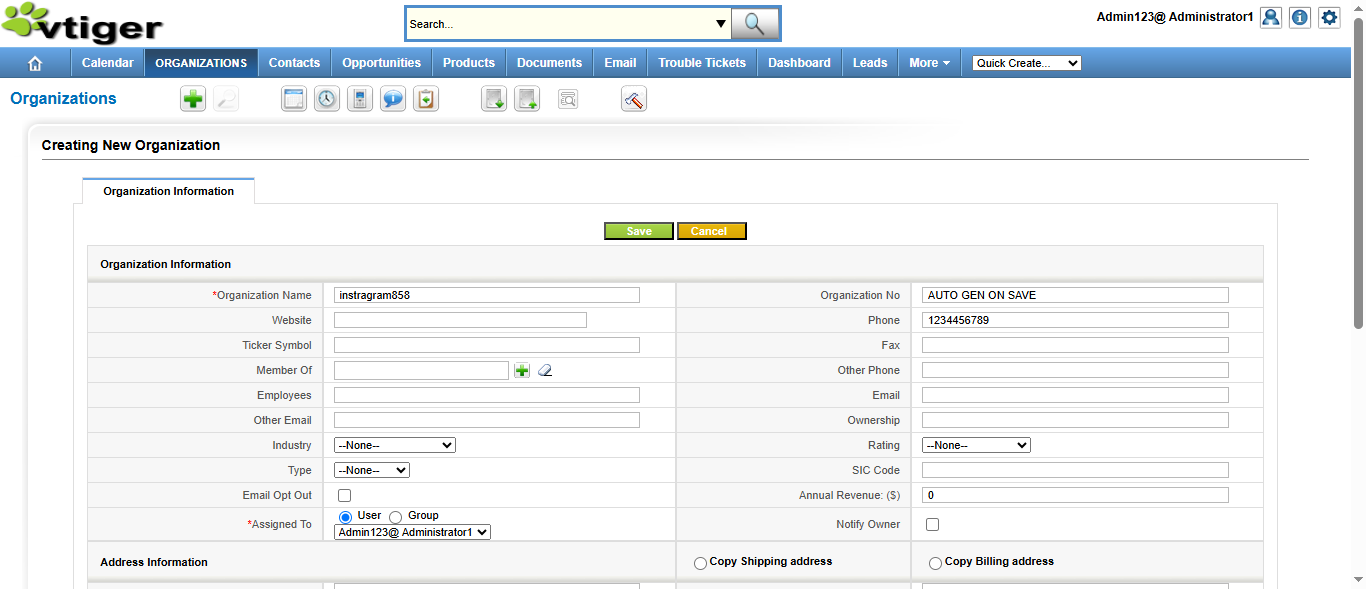 vtiger
Search...
Admin123@ Administrator1
Calendar ORGANIZATIONS Contacts Opportunities Products Documents Email Trouble Tickets Dashboard Leads More Quick Create...
Organizations
Creating New Organization
Organization Information
Save Cancel
Organization Information
*Organization Name instragram858 Organization No AUTO GEN ON SAVE
Website Phone 1234456789
Ticker Symbol Fax
Member Of Other Phone
Employees Email
Other Email Ownership
Industry --None-- Rating --None--
Type --None-- SIC Code
Email Opt Out Annual Revenue: ($) 0
*Assigned To User Group Notify Owner
Admin123@ Administrator1
Address Information Copy Shipping address Copy Billing address